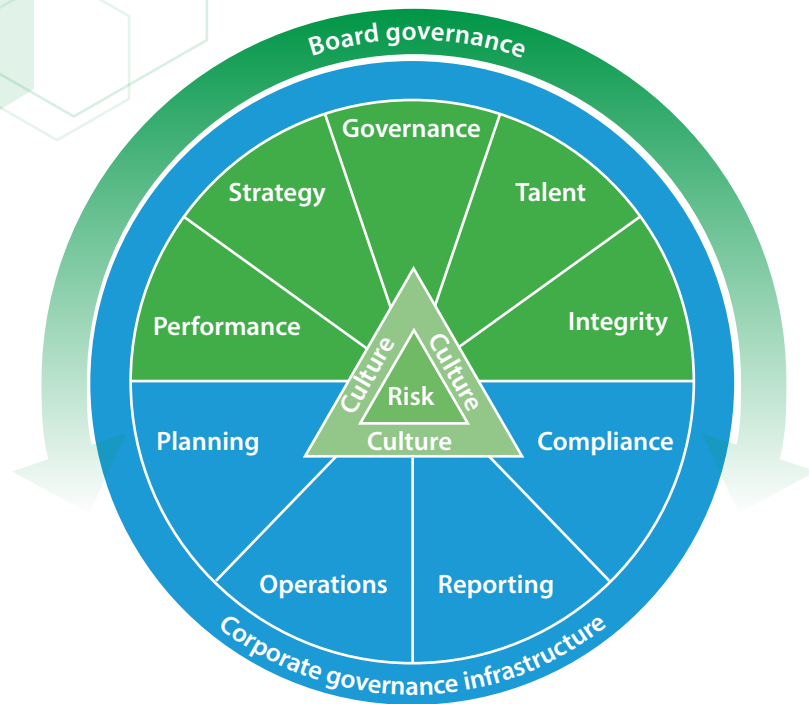 Board governance
Governance
Strategy
Talent
Performance
Integrity
Culture
Culture
Risk
Culture
Planning
Compliance
Operations
Reporting
Corporate governance infrastructure